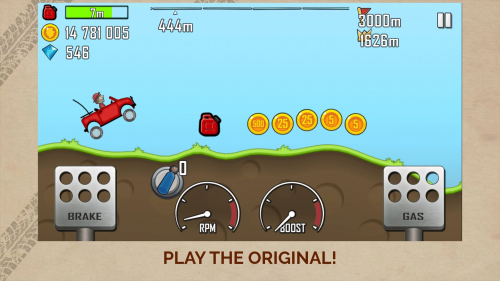 7m
14 781 005
546
444m
3000m
1626m
500 25 25 5 5
0
BRAKE
RPM
BOOST
GAS
PLAY THE ORIGINAL!